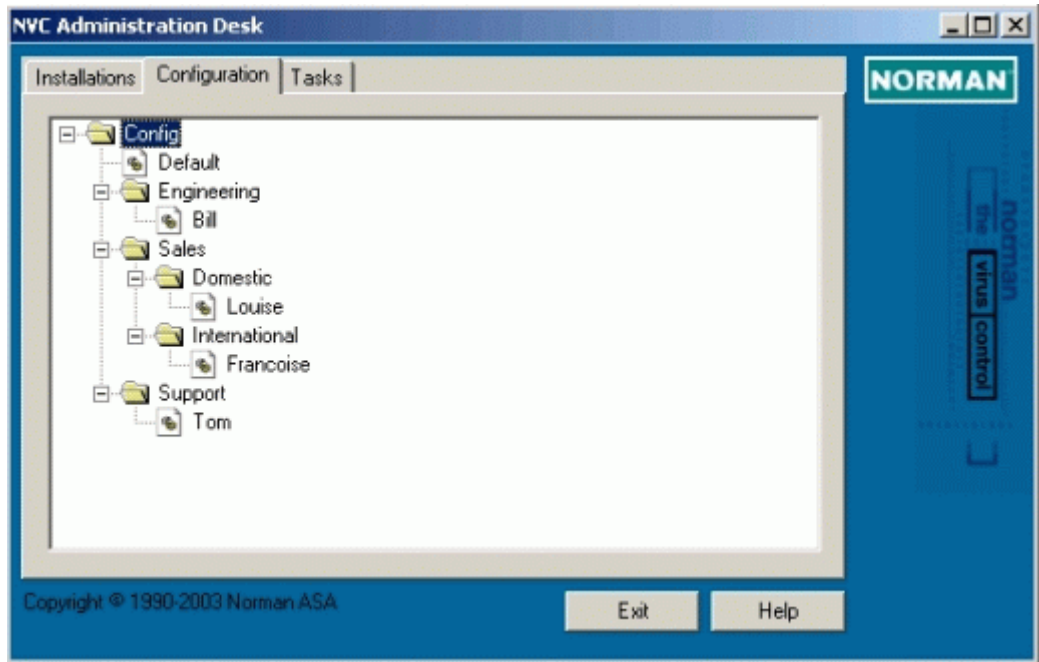 NVC Administration Desk
Installations Configuration Tasks
NORMAN
Config
Default
Engineering
Bill
Sales
Domestic
Louise
International
Francoise
Support
Tom
norman
the virus control
Copyright © 1990-2003 Norman ASA
Exit Help